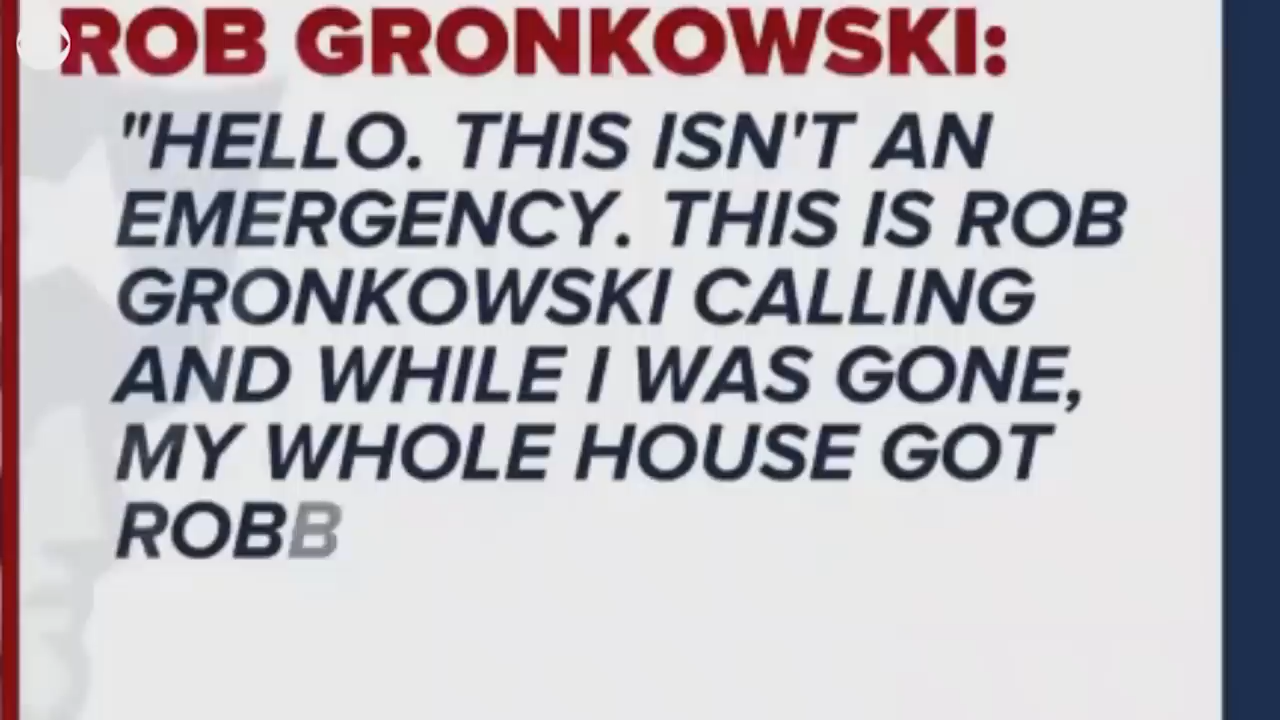 ROB GRONKOWSKI:
"HELLO. THIS ISN'T AN
EMERGENCY. THIS IS ROB
GRONKOWSKI CALLING
AND WHILE I WAS GONE,
MY WHOLE HOUSE GOT
ROBB